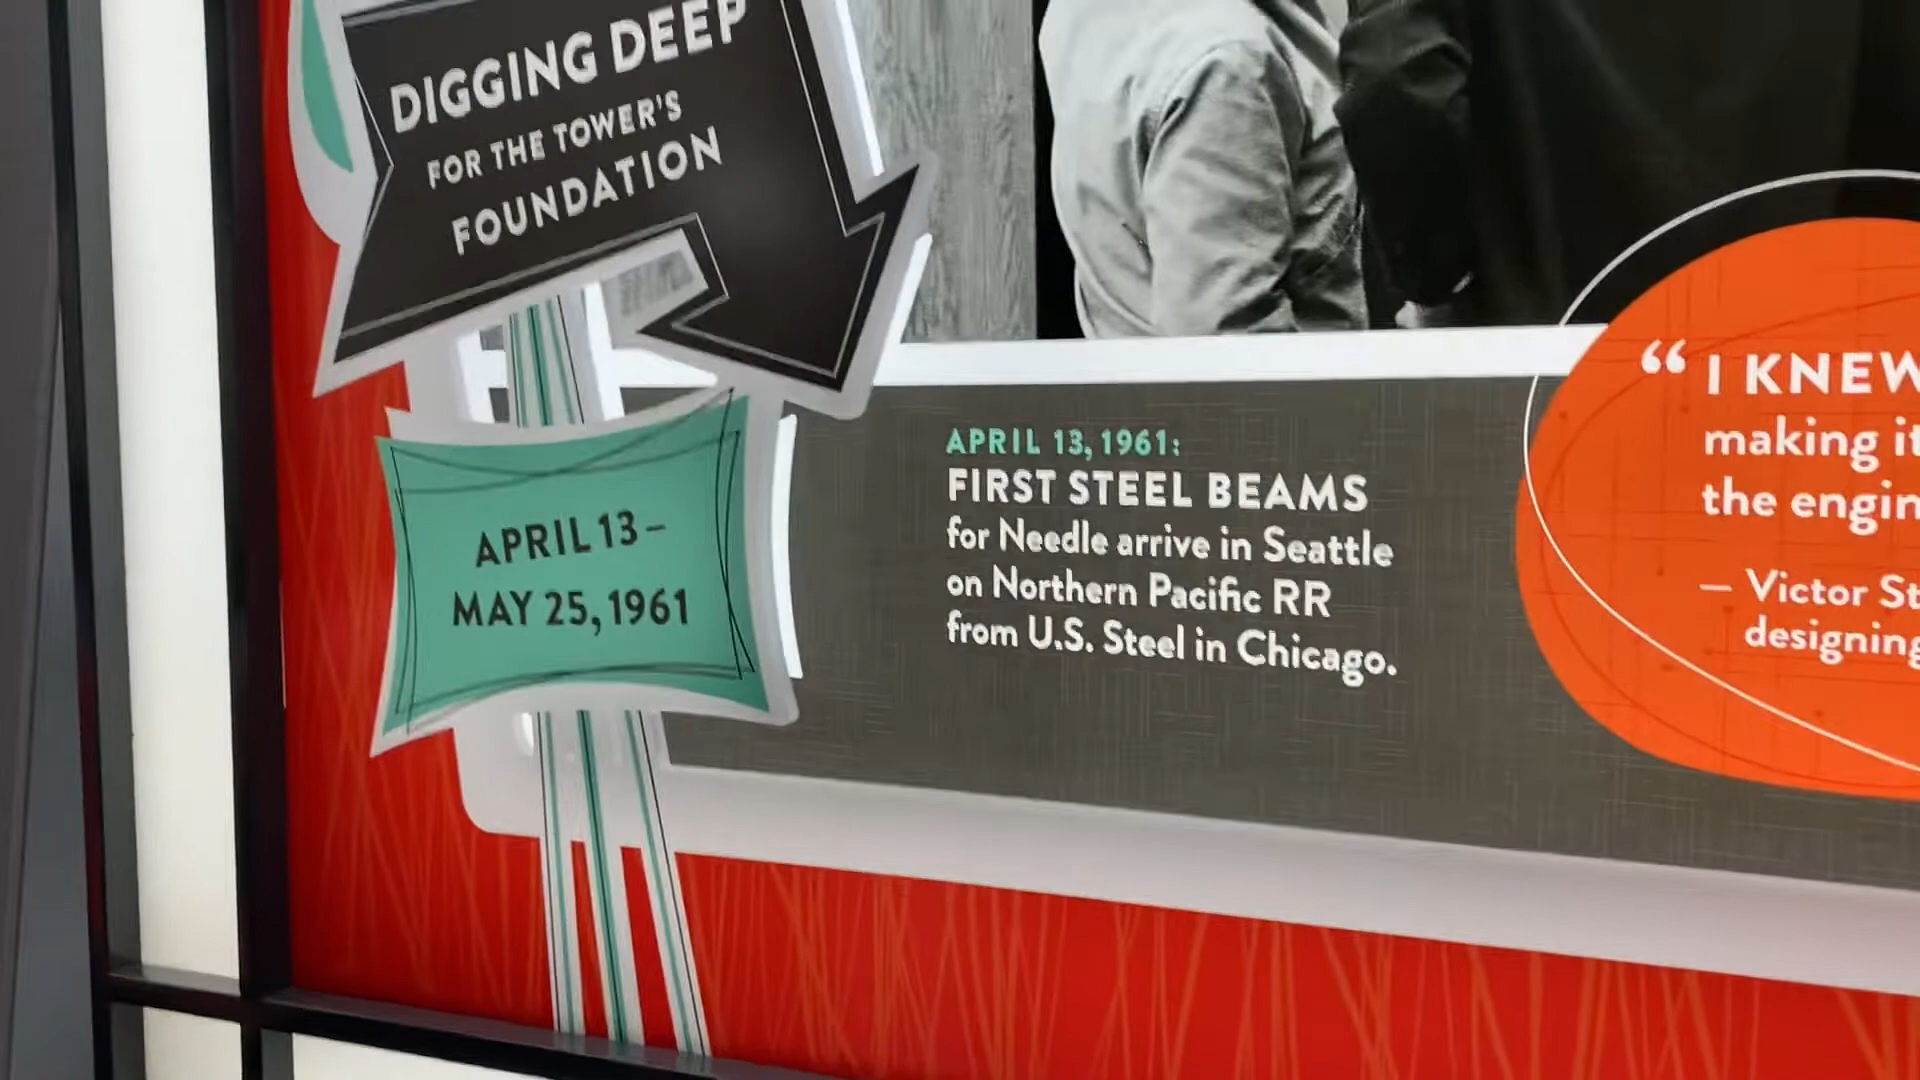 DIGGING DEEP
FOR THE TOWER'S
FOUNDATION
APRIL 13 –
MAY 25, 1961
APRIL 13, 1961:
FIRST STEEL BEAMS
for Needle arrive in Seattle
on Northern Pacific RR
from U.S. Steel in Chicago.
“ I KNEW
making it
the engin
— Victor St
designing